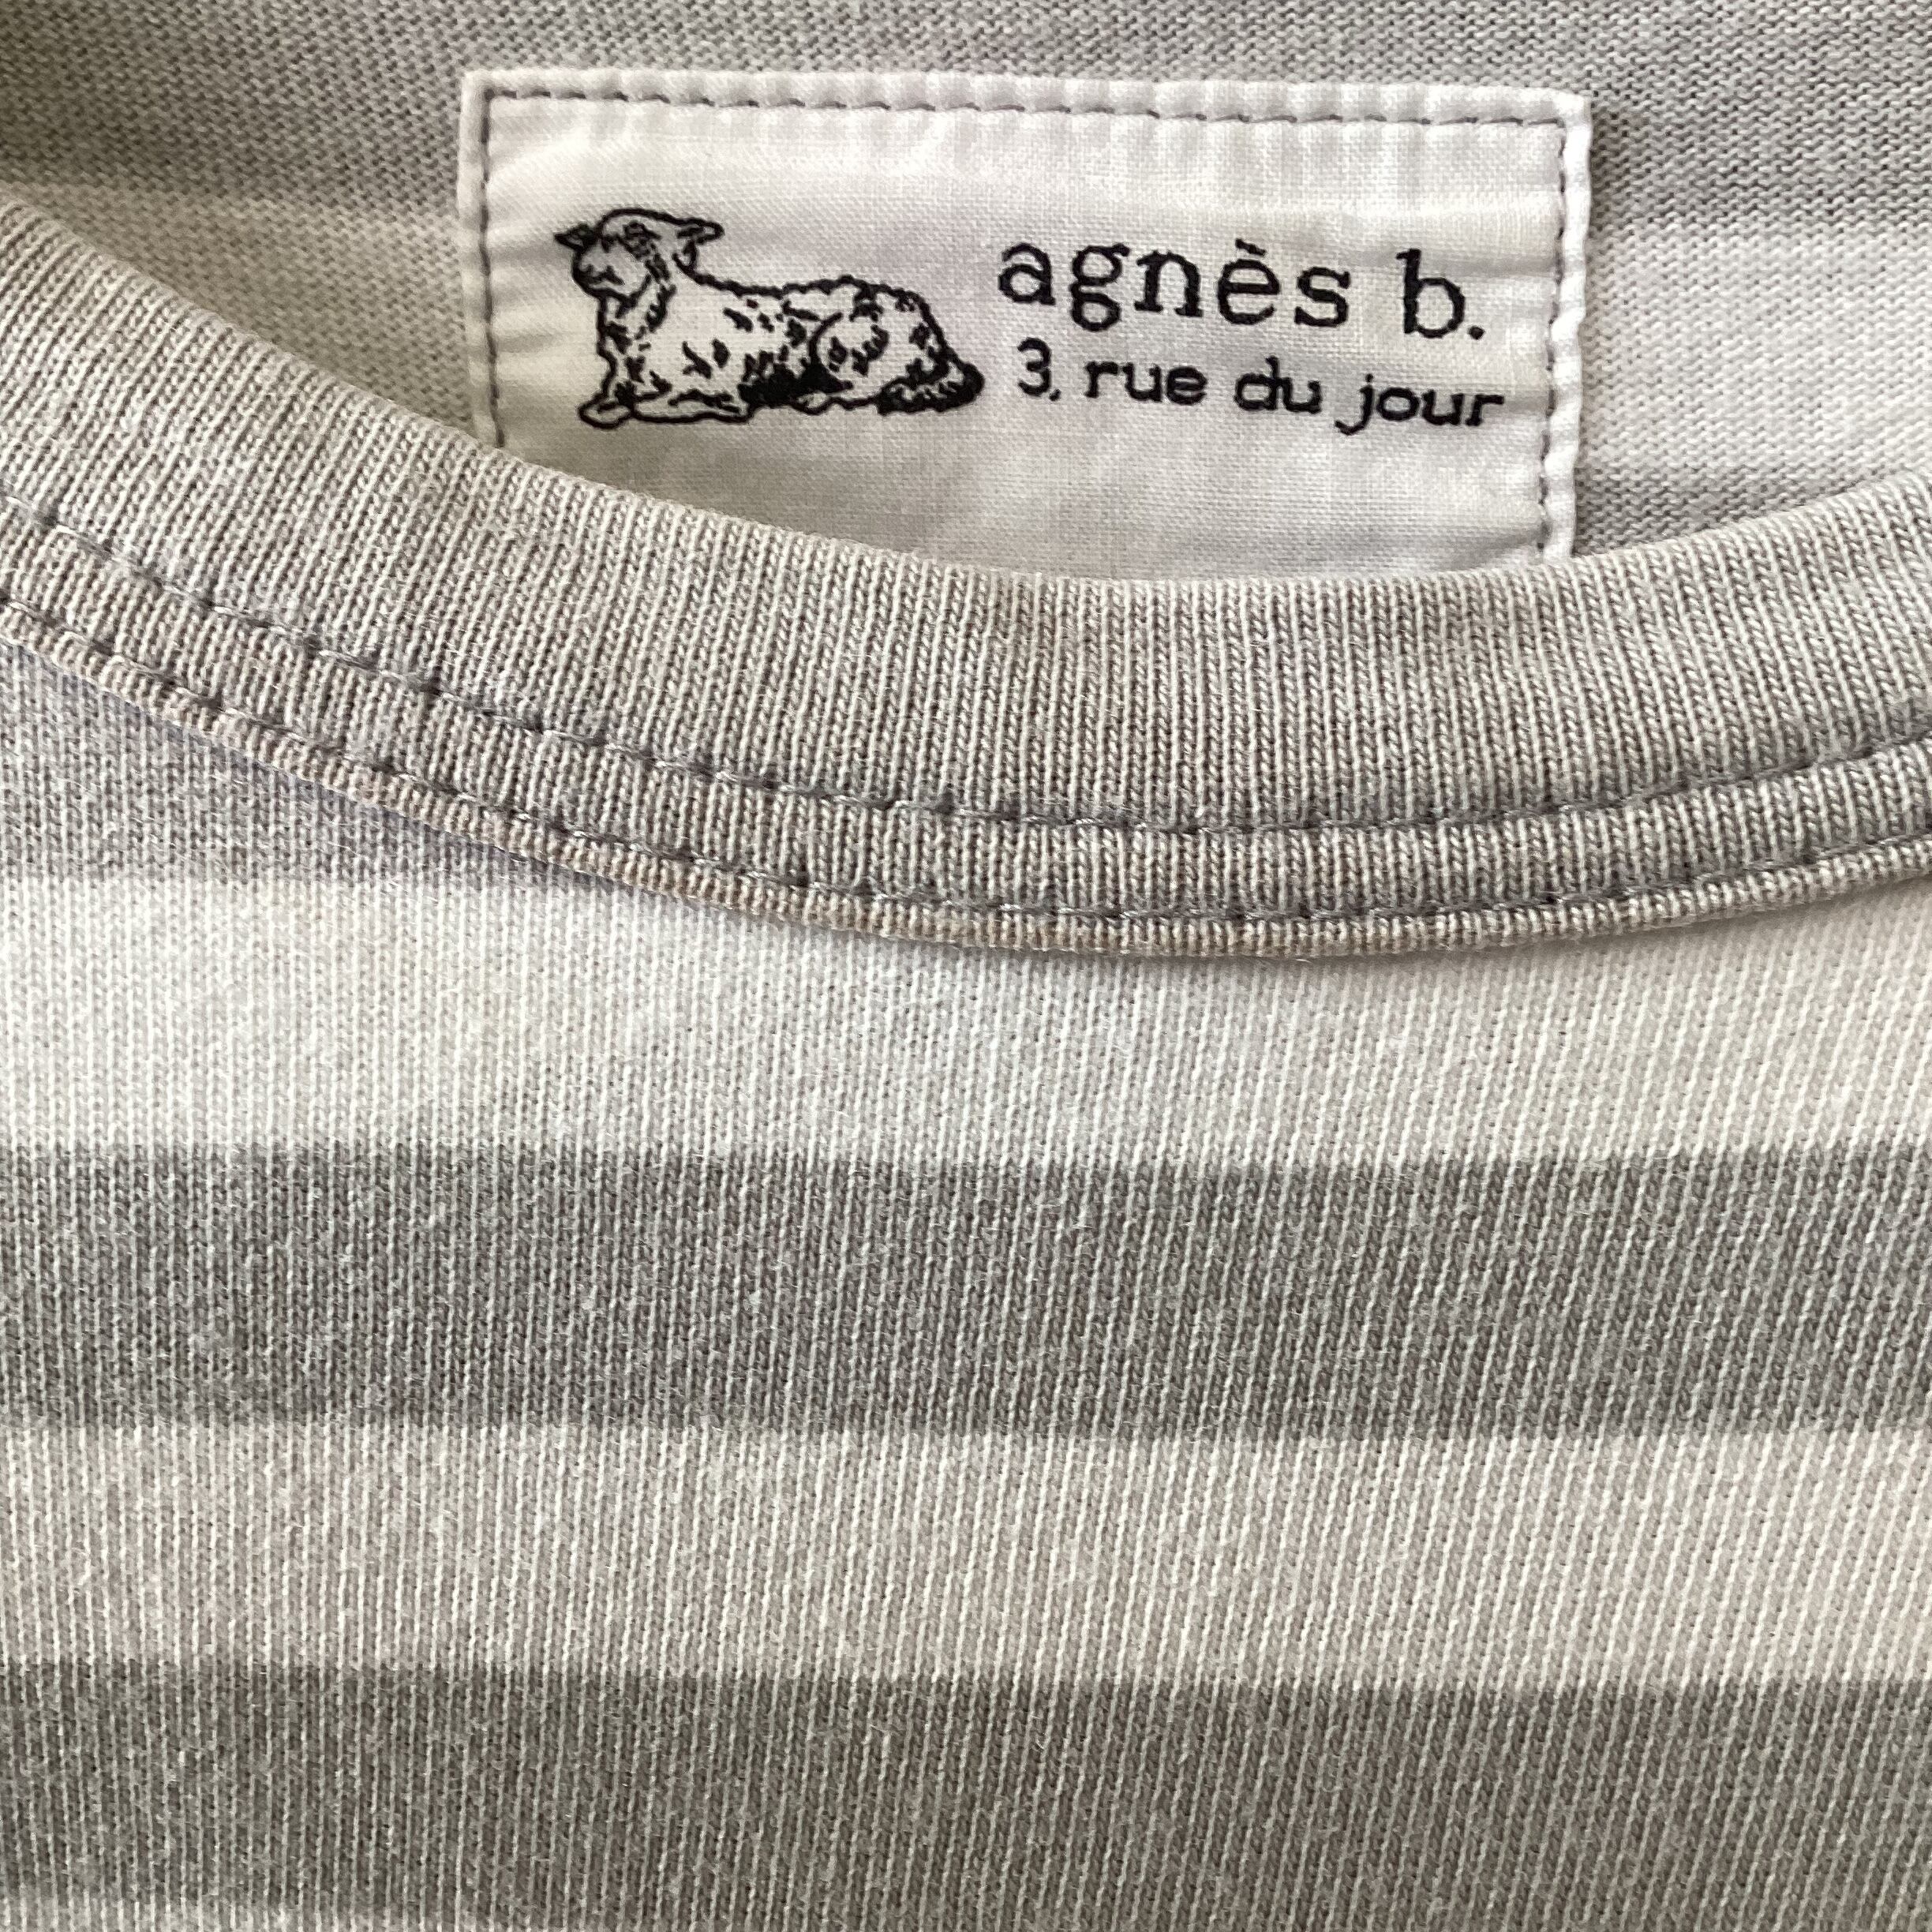 agnès b.
3, rue du jour